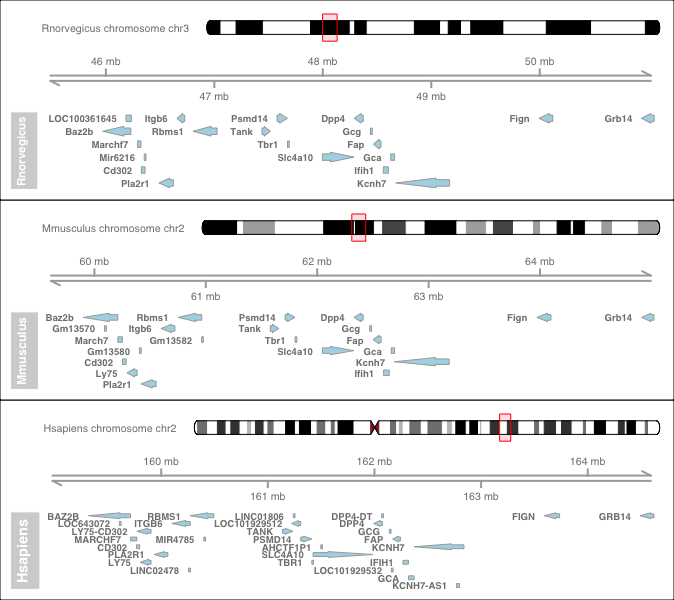 Rnorvegicus chromosome chr3
46 mb 48 mb 50 mb
47 mb 49 mb
Rnorvegicus
LOC100361645 Itgb6 Psmd14 Dpp4 Fign Grb14
Baz2b Rbms1 Tank Gcg
Marchf7 Tbr1 Fap
Mir6216 Slc4a10 Gca
Cd302 Ifih1
Pla2r1 Kcnh7
Mmusculus chromosome chr2
60 mb 62 mb 64 mb
61 mb 63 mb
Mmusculus
Baz2b Rbms1 Psmd14 Dpp4 Fign Grb14
Gm13570 Itgb6 Tank Gcg
March7 Gm13582 Tbr1 Fap
Gm13580 Slc4a10 Gca
Cd302 Kcnh7
Ly75 Ifih1
Pla2r1
Hsapiens chromosome chr2
160 mb 162 mb 164 mb
161 mb 163 mb
Hsapiens
BAZ2B RBMS1 LINC01806 DPP4-DT FIGN GRB14
LOC643072 ITGB6 LOC101929512 DPP4
LY75-CD302 TANK GCG
MARCHF7 MIR4785 PSMD14 FAP
CD302 AHCTF1P1 KCNH7
PLA2R1 SLC4A10
LY75 TBR1 IFIH1
LINC02478 LOC101929532
GCA
KCNH7-AS1